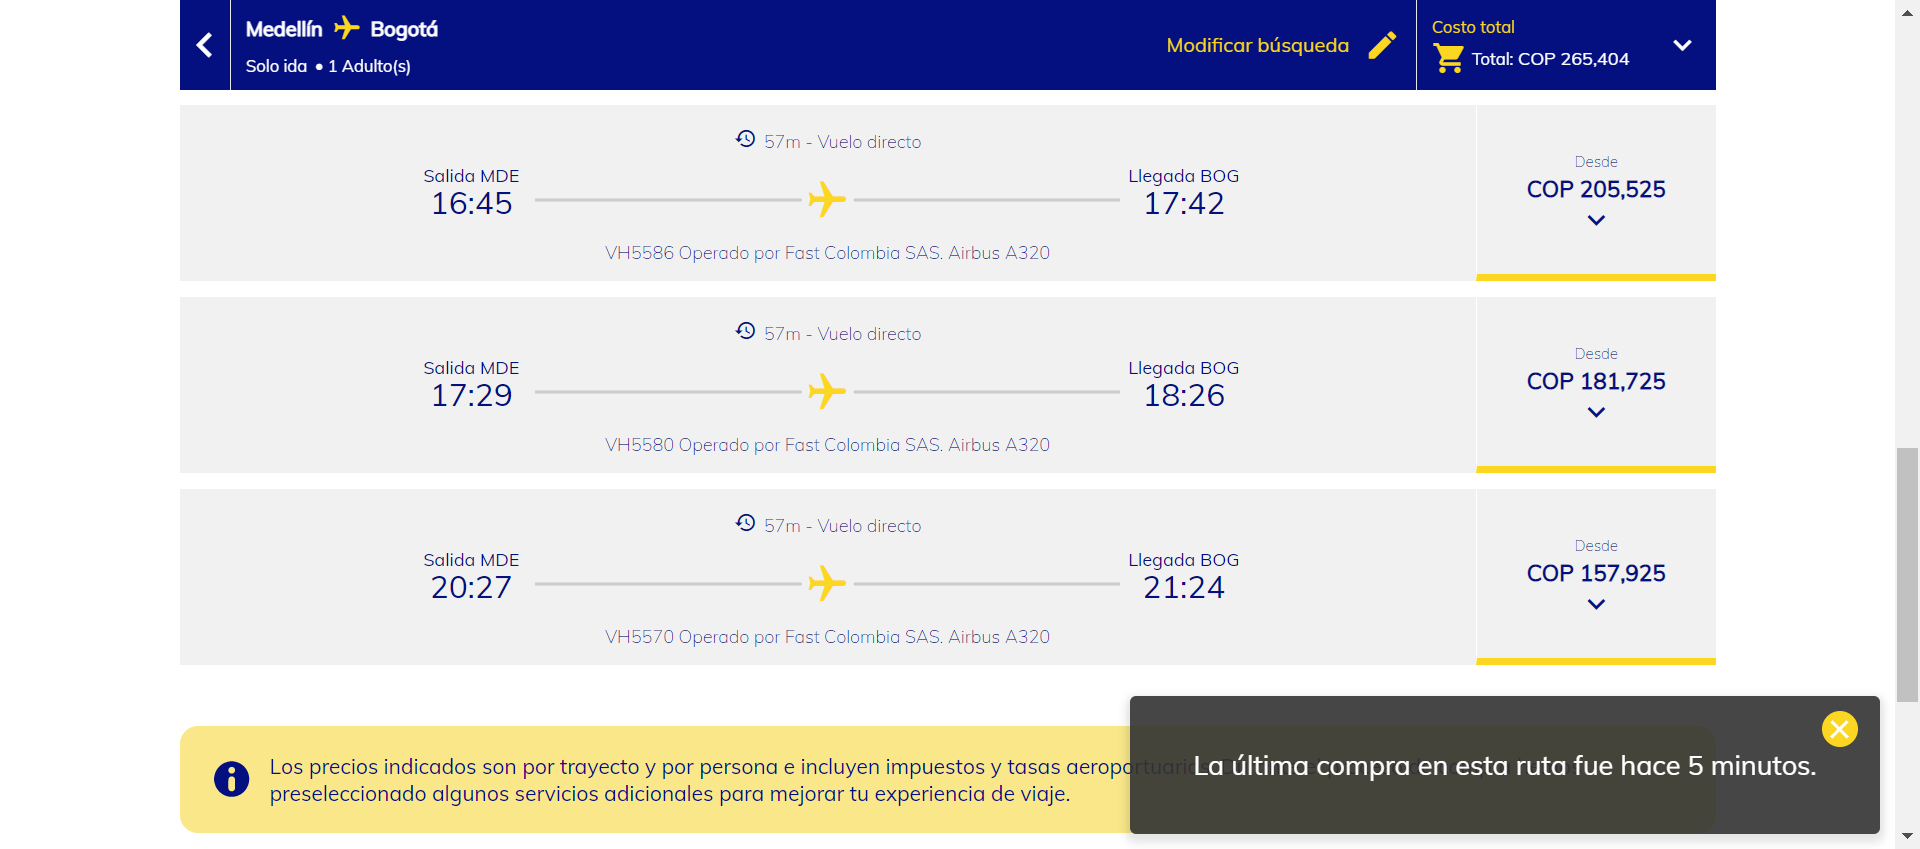 Medellín Bogotá
Solo ida • 1 Adulto(s)
Modificar búsqueda
Costo total
Total: COP 265,404
57m - Vuelo directo
Salida MDE
16:45
Llegada BOG
17:42
VH5586 Operado por Fast Colombia SAS. Airbus A320
Desde
COP 205,525
57m - Vuelo directo
Salida MDE
17:29
Llegada BOG
18:26
VH5580 Operado por Fast Colombia SAS. Airbus A320
Desde
COP 181,725
57m - Vuelo directo
Salida MDE
20:27
Llegada BOG
21:24
VH5570 Operado por Fast Colombia SAS. Airbus A320
Desde
COP 157,925
Los precios indicados son por trayecto y por persona e incluyen impuestos y tasas aeroportuarias.
preseleccionado algunos servicios adicionales para mejorar tu experiencia de viaje.
La última compra en esta ruta fue hace 5 minutos.